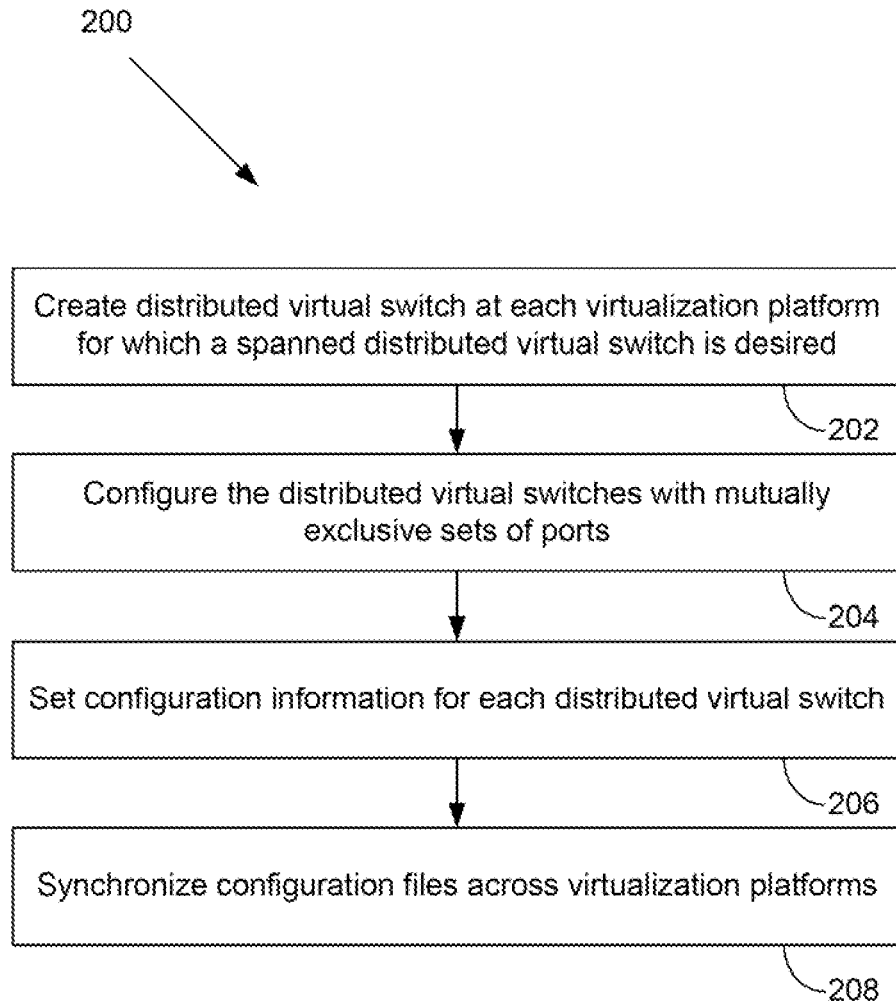 200
Create distributed virtual switch at each virtualization platform
for which a spanned distributed virtual switch is desired
202
Configure the distributed virtual switches with mutually
exclusive sets of ports
204
Set configuration information for each distributed virtual switch
206
Synchronize configuration files across virtualization platforms
208